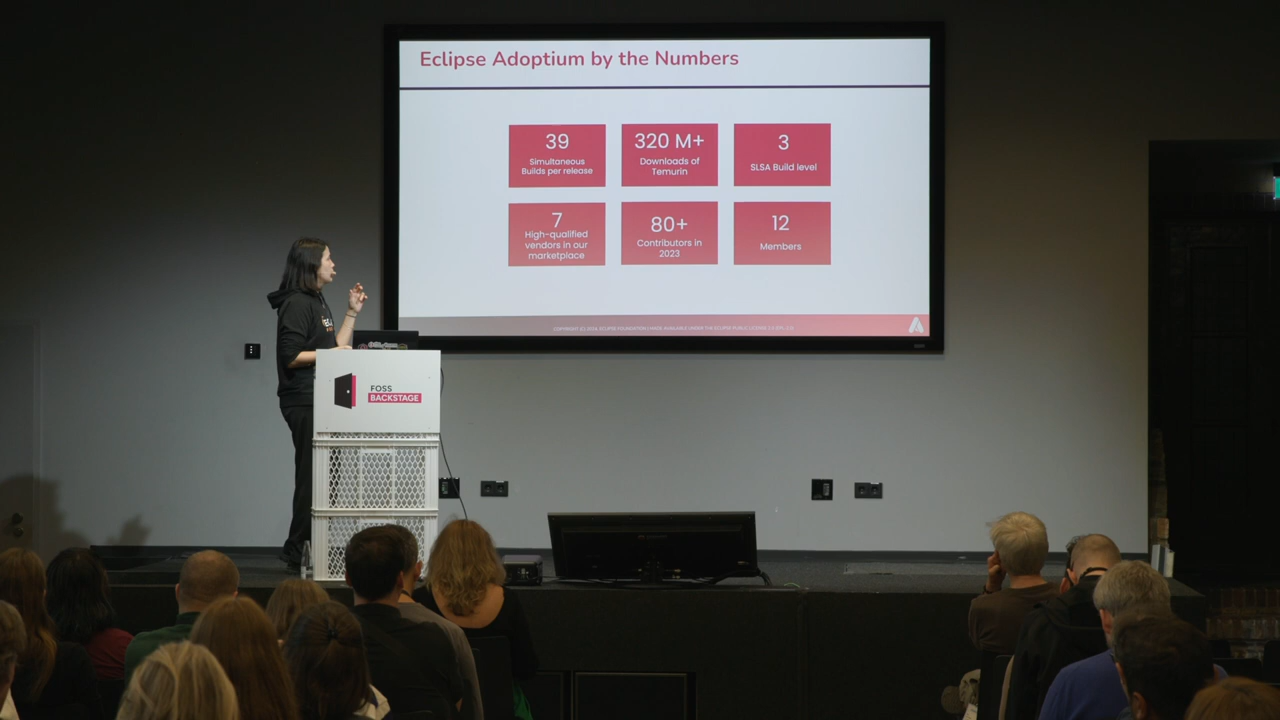 Eclipse Adoptium by the Numbers
39
Simultaneous
Builds per release
320 M+
Downloads of
Temurin
3
SLSA Build level
7
High-qualified
vendors in our
marketplace
80+
Contributors in
2023
12
Members
FOSS
BACKSTAGE